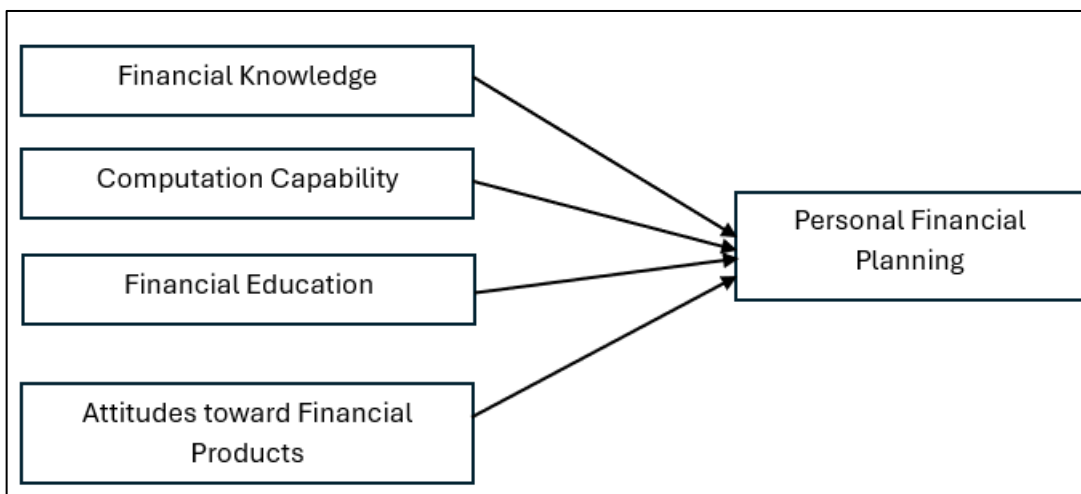 Financial Knowledge
Computation Capability
Financial Education
Attitudes toward Financial
Products
Personal Financial
Planning